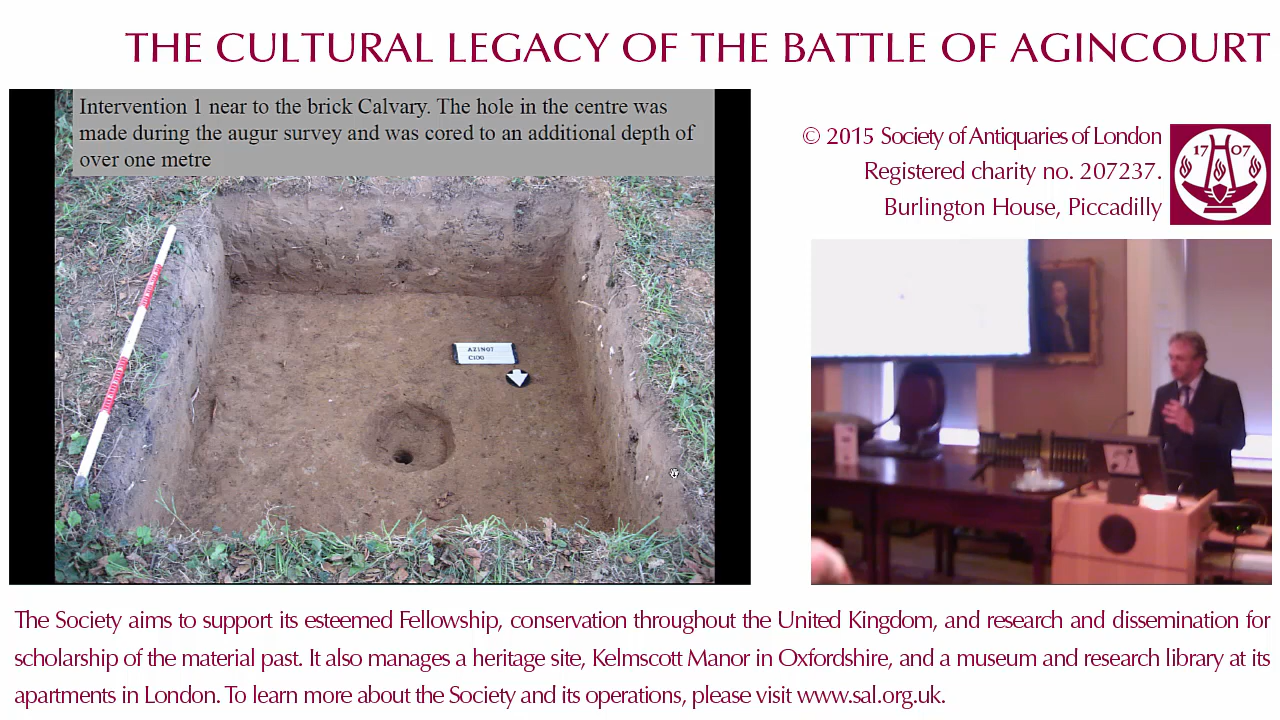 THE CULTURAL LEGACY OF THE BATTLE OF AGINCOURT
Intervention 1 near to the brick Calvary. The hole in the centre was
made during the augur survey and was cored to an additional depth of
over one metre
© 2015 Society of Antiquaries of London
Registered charity no. 207237.
Burlington House, Piccadilly
17 07
AZIN07
C100
The Society aims to support its esteemed Fellowship, conservation throughout the United Kingdom, and research and dissemination for
scholarship of the material past. It also manages a heritage site, Kelmscott Manor in Oxfordshire, and a museum and research library at its
apartments in London. To learn more about the Society and its operations, please visit www.sal.org.uk.